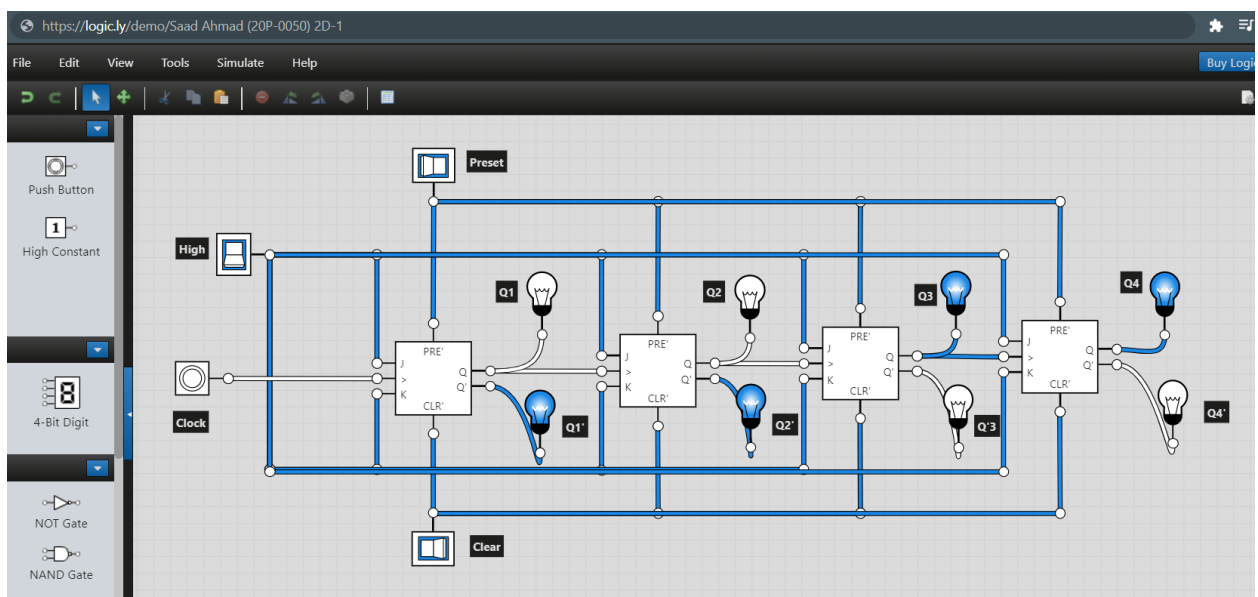 https://logic.ly/demo/Saad Ahmad (20P-0050) 2D-1
File Edit View Tools Simulate Help
Buy Logic
Push Button
1
High Constant
4-Bit Digit
NOT Gate
NAND Gate
Preset
High
Clock
Clear
Q1
Q1'
Q2
Q2'
Q3
Q'3
Q4
Q4'
PRE'
J
>
K
Q
Q'
CLR'
PRE'
J
>
K
Q
Q'
CLR'
PRE'
J
>
K
Q
Q'
CLR'
PRE'
J
>
K
Q
Q'
CLR'